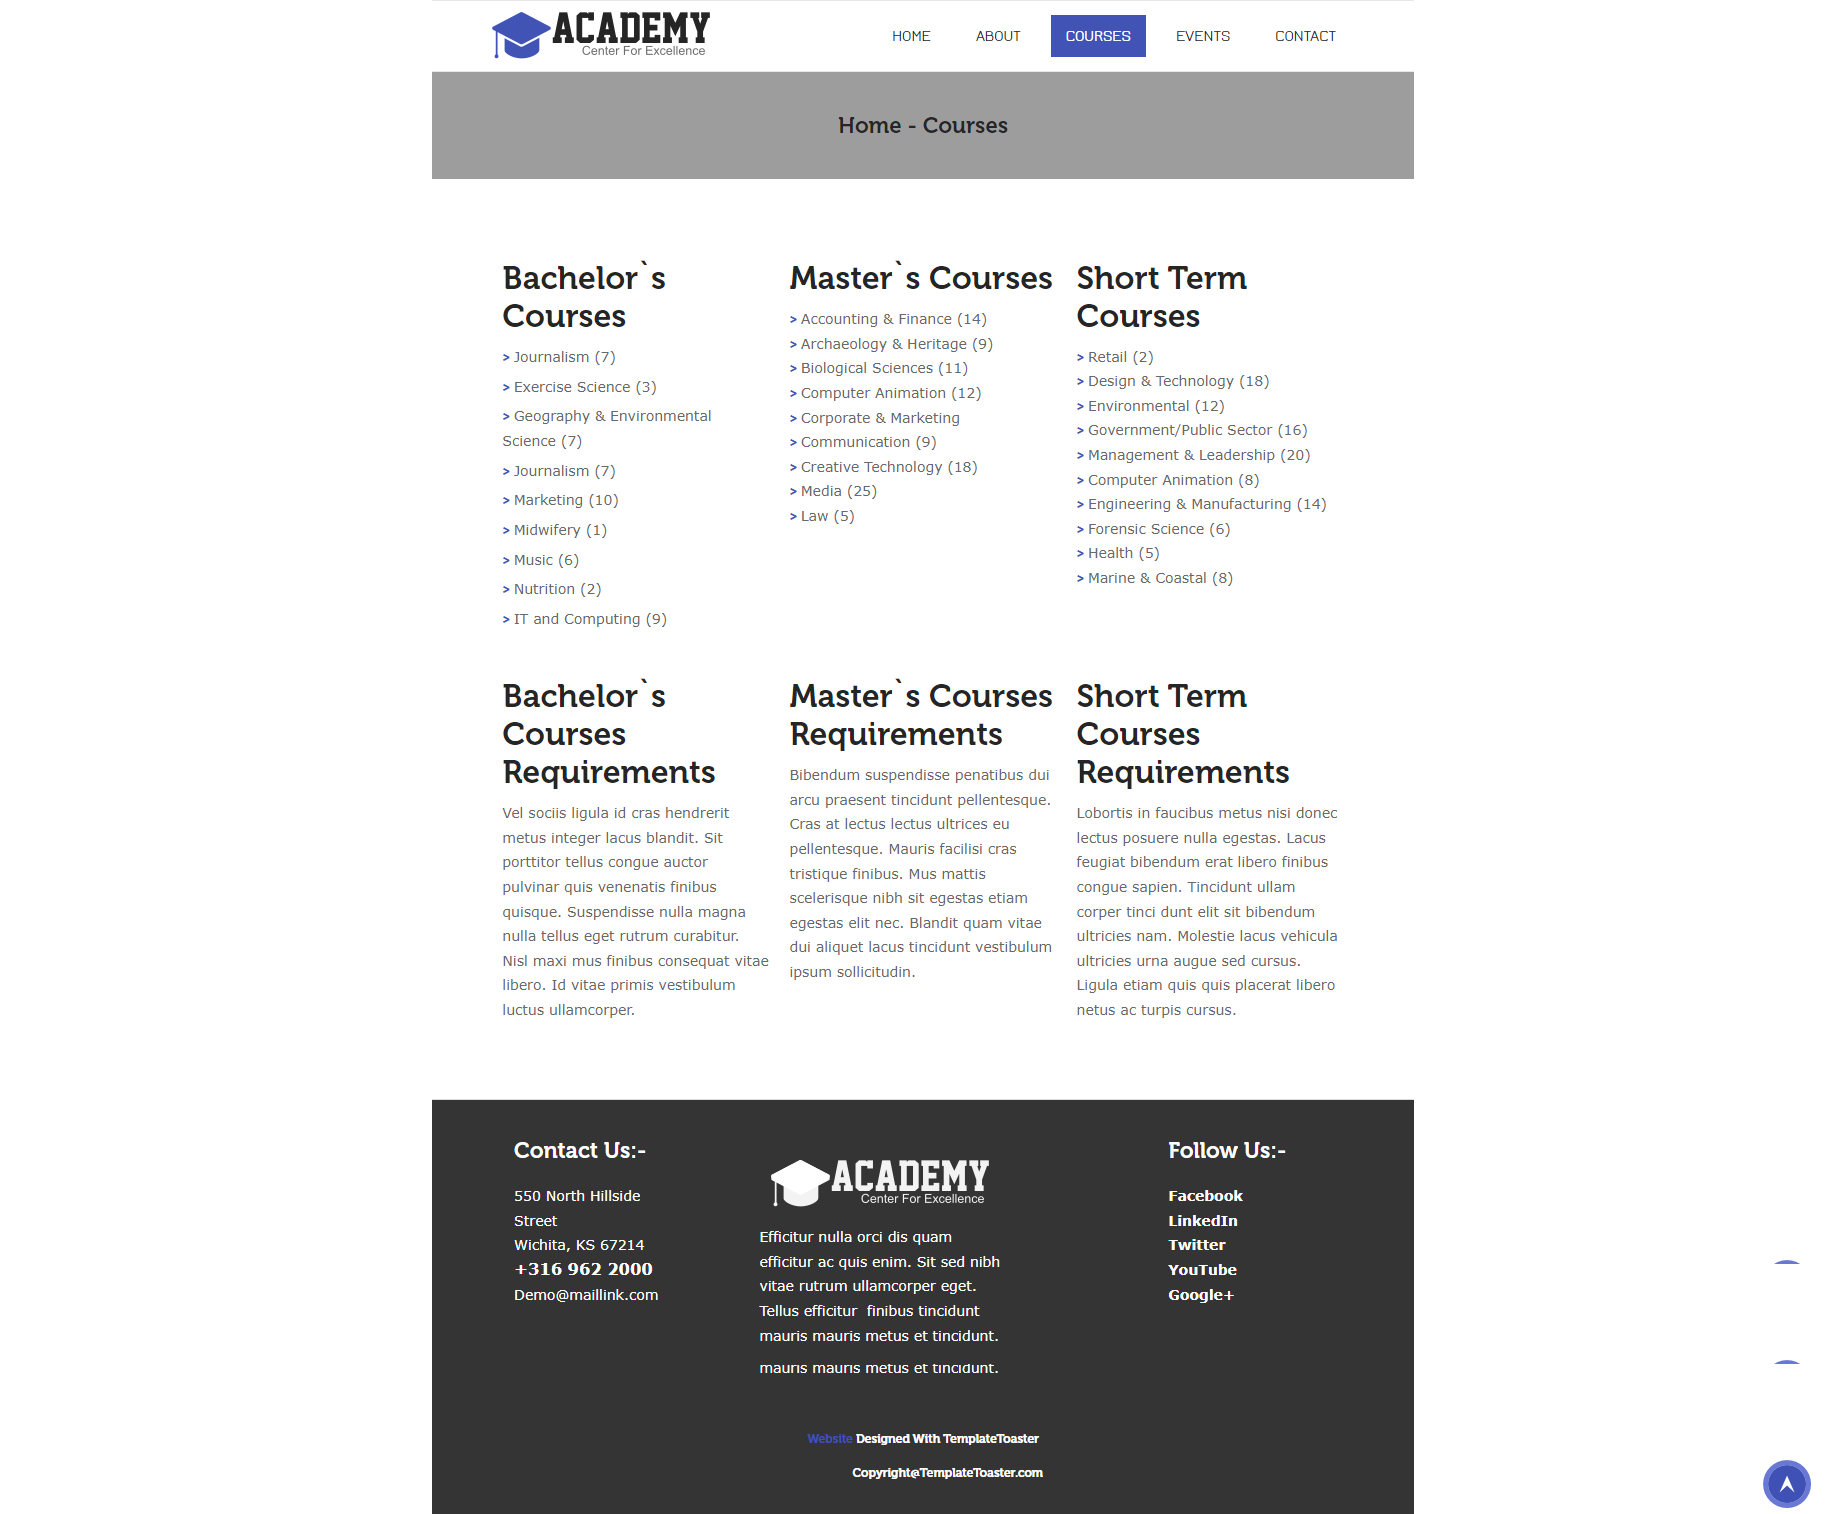 ACADEMY
Center For Excellence
HOME
ABOUT
COURSES
EVENTS
CONTACT
Home - Courses
Bachelor`s
Courses
> Journalism (7)
> Exercise Science (3)
> Geography & Environmental
Science (7)
> Journalism (7)
> Marketing (10)
> Midwifery (1)
> Music (6)
> Nutrition (2)
> IT and Computing (9)
Master`s Courses
> Accounting & Finance (14)
> Archaeology & Heritage (9)
> Biological Sciences (11)
> Computer Animation (12)
> Corporate & Marketing
> Communication (9)
> Creative Technology (18)
> Media (25)
> Law (5)
Short Term
Courses
> Retail (2)
> Design & Technology (18)
> Environmental (12)
> Government/Public Sector (16)
> Management & Leadership (20)
> Computer Animation (8)
> Engineering & Manufacturing (14)
> Forensic Science (6)
> Health (5)
> Marine & Coastal (8)
Bachelor`s
Courses
Requirements
Vel sociis ligula id cras hendrerit
metus integer lacus blandit. Sit
porttitor tellus congue auctor
pulvinar quis venenatis finibus
quisque. Suspendisse nulla magna
nulla tellus eget rutrum curabitur.
Nisl maxi mus finibus consequat vitae
libero. Id vitae primis vestibulum
luctus ullamcorper.
Master`s Courses
Requirements
Bibendum suspendisse penatibus dui
arcu praesent tincidunt pellentesque.
Cras at lectus lectus ultrices eu
pellentesque. Mauris facilisi cras
tristique finibus. Mus mattis
scelerisque nibh sit egestas etiam
egestas elit nec. Blandit quam vitae
dui aliquet lacus tincidunt vestibulum
ipsum sollicitudin.
Short Term
Courses
Requirements
Lobortis in faucibus metus nisi donec
lectus posuere nulla egestas. Lacus
feugiat bibendum erat libero finibus
congue sapien. Tincidunt ullam
corper tinci dunt elit sit bibendum
ultricies nam. Molestie lacus vehicula
ultricies urna augue sed cursus.
Ligula etiam quis quis placerat libero
netus ac turpis cursus.
Contact Us:-
550 North Hillside
Street
Wichita, KS 67214
+316 962 2000
Demo@maillink.com
ACADEMY
Center For Excellence
Efficitur nulla orci dis quam
efficitur ac quis enim. Sit sed nibh
vitae rutrum ullamcorper eget.
Tellus efficitur  finibus tincidunt
mauris mauris metus et tincidunt.
mauris mauris metus et tincidunt.
Follow Us:-
Facebook
LinkedIn
Twitter
YouTube
Google+
Website Designed With TemplateToaster
Copyright@TemplateToaster.com